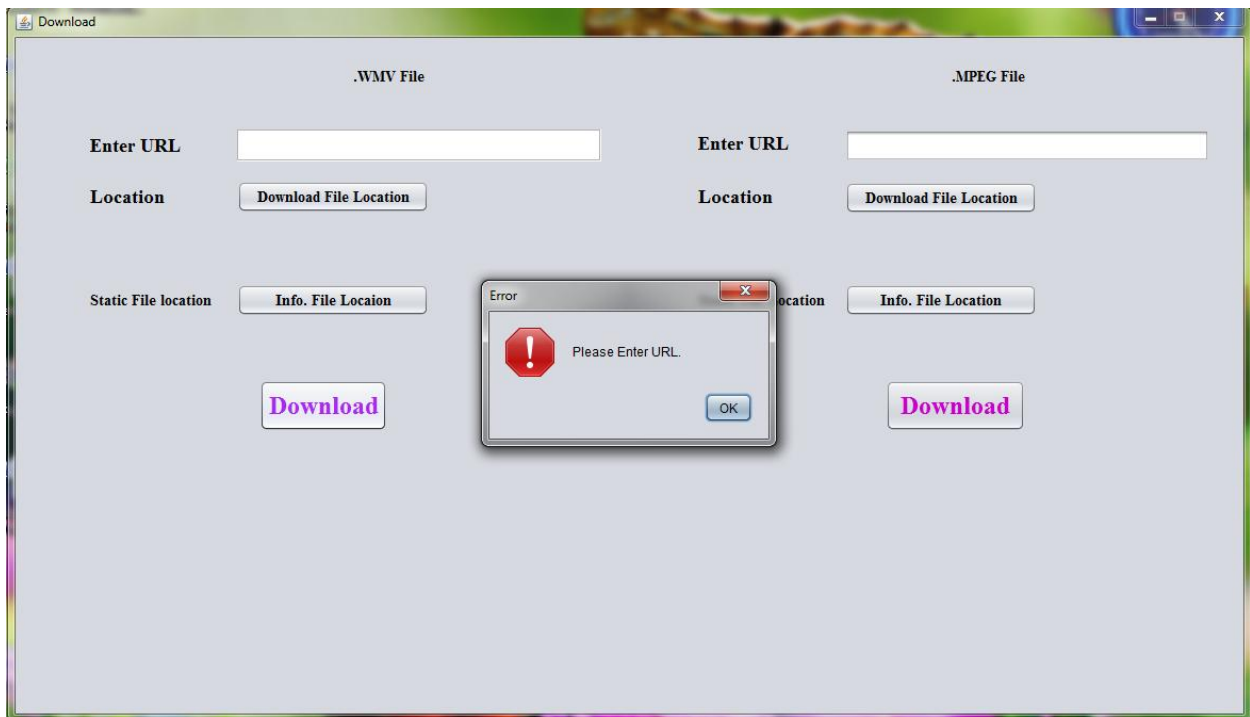 Download
.WMV File
.MPEG File
Enter URL
Enter URL
Location
Download File Location
Location
Download File Location
Static File location
Info. File Locaion
ocation
Info. File Location
Error
Please Enter URL.
OK
Download
Download